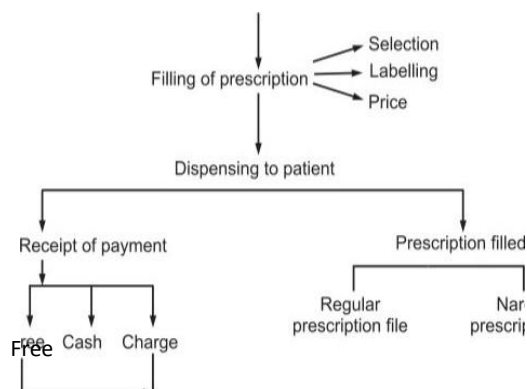 Selection
Filling of prescription
Labelling
Price
Dispensing to patient
Receipt of payment
Prescription filled
Free
Cash
Charge
Regular
prescription file